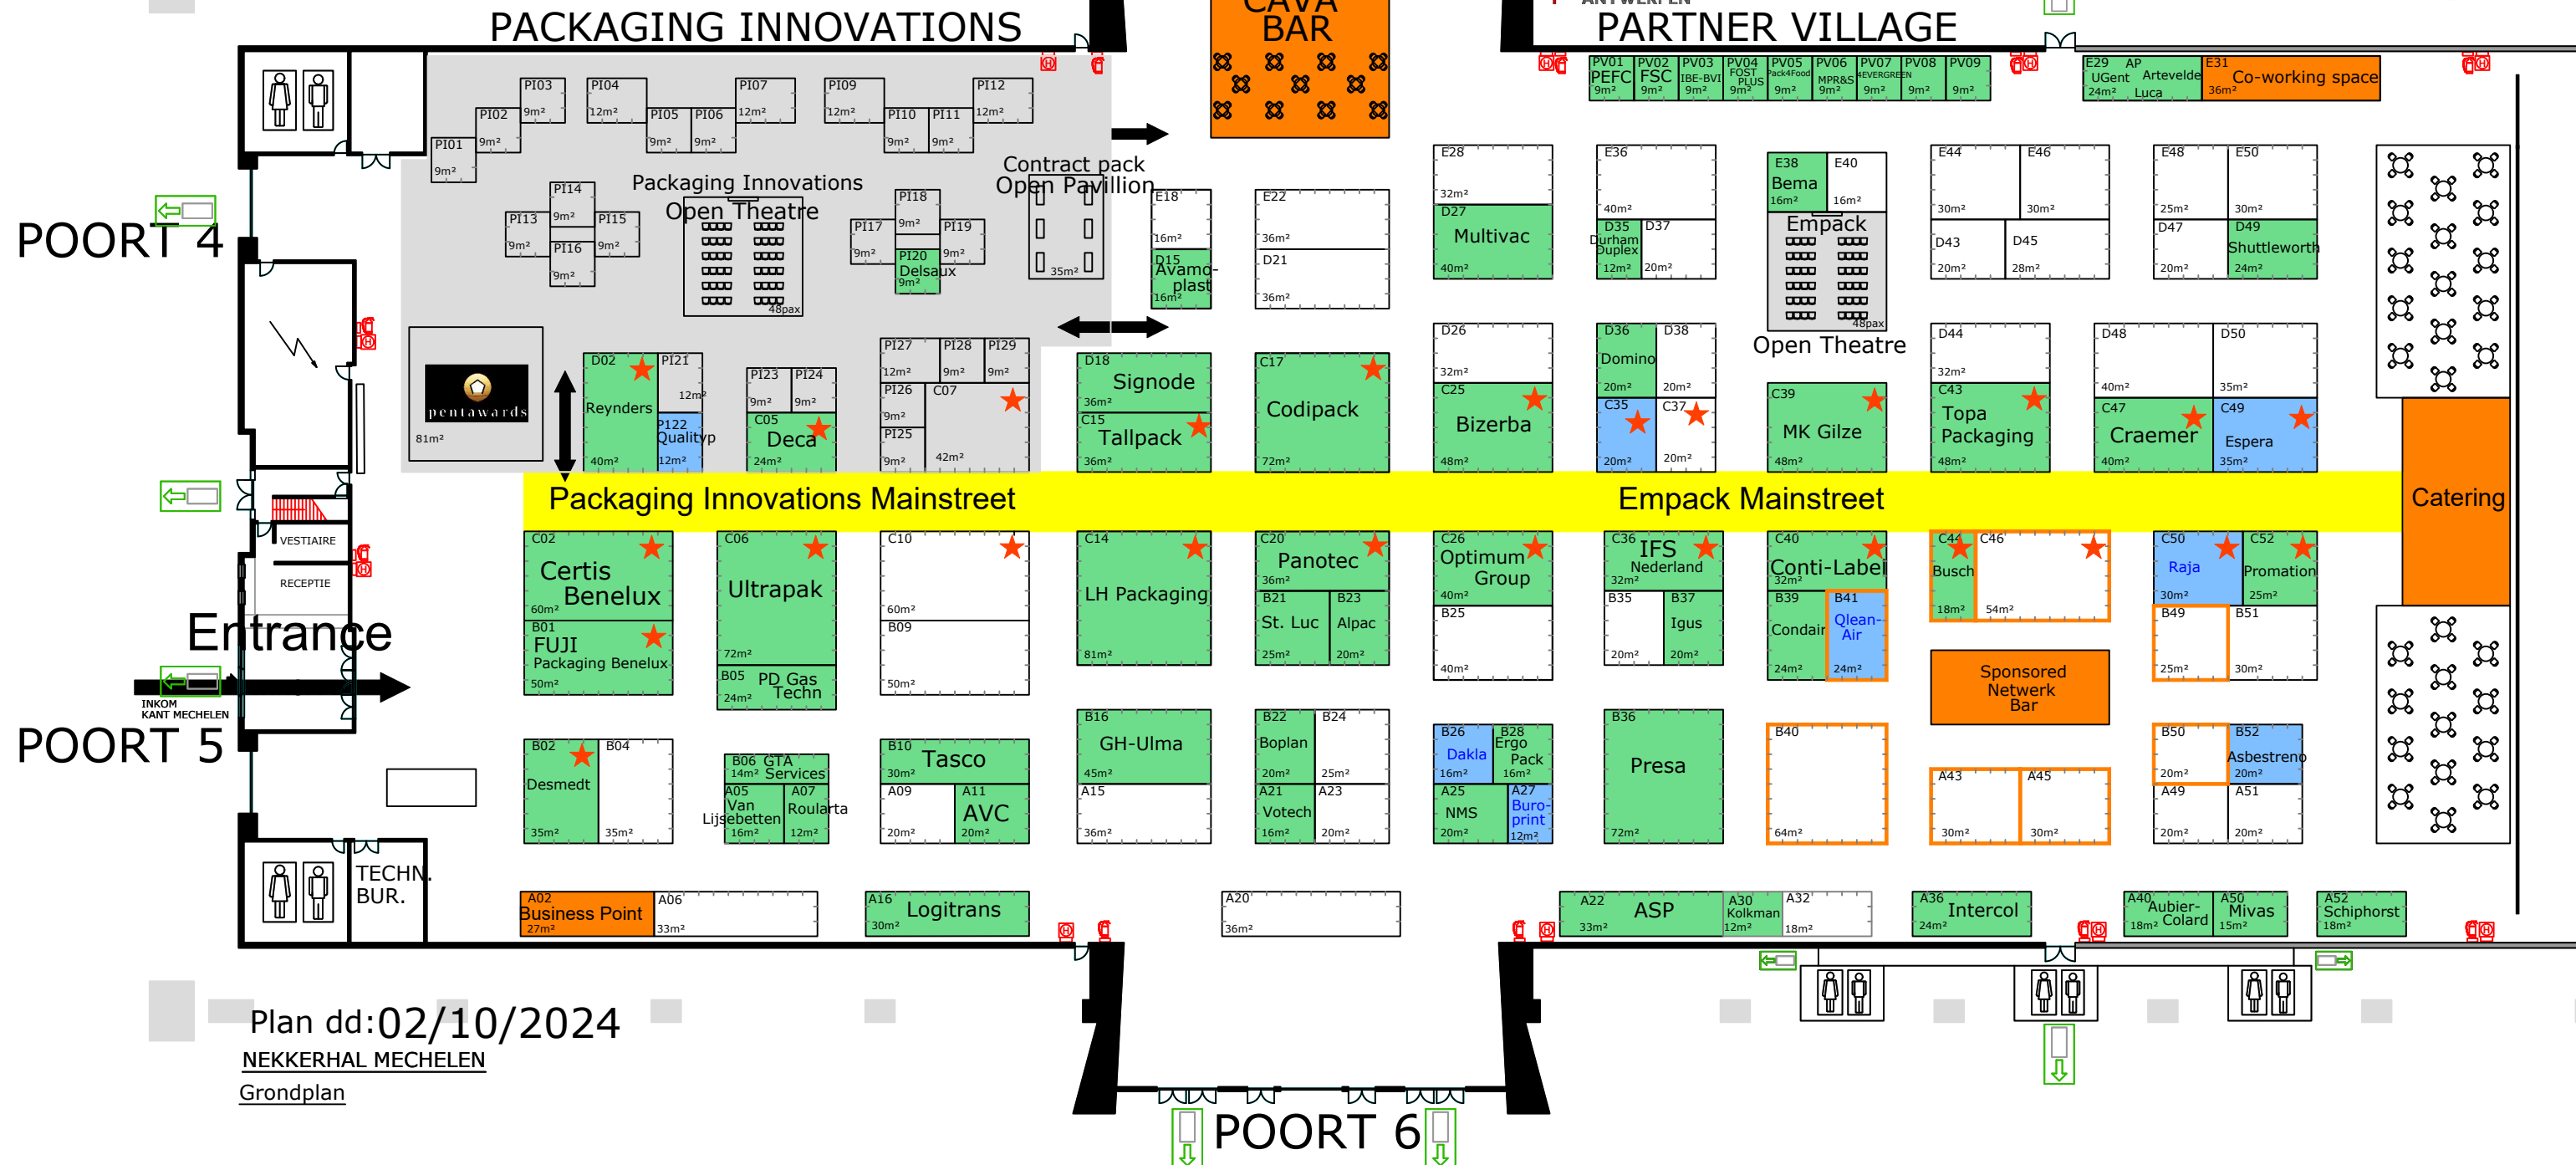 ANTWERPEN
CAVA
BAR
PACKAGING INNOVATIONS
PARTNER VILLAGE
PV01
PEFC
9m²
PV02
FSC
9m²
PV03
IBE-BVI
9m²
PV04
FOST
PLUS
9m²
PV05
Pack4Food
9m²
PV06
MPR&S
9m²
PV07
4EVERGREEN
9m²
PV08
9m²
PV09
9m²
E29
AP
UGent
Artevelde
24m²
Luca
E31
Co-working space
36m²
PI03
9m²
PI04
12m²
PI07
12m²
PI09
12m²
PI12
12m²
PI02
9m²
PI05
9m²
PI06
9m²
PI10
9m²
PI11
9m²
PI01
9m²
Contract pack
Open Pavillion
35m²
Packaging Innovations
Open Theatre
48pax
PI14
9m²
PI13
9m²
PI15
9m²
PI16
9m²
PI18
9m²
PI17
9m²
PI19
9m²
PI20
Delsaux
9m²
E18
16m²
D15
Avamo-
plast
16m²
E22
36m²
D21
36m²
E28
32m²
D27
Multivac
40m²
E36
40m²
D35
Durham
Duplex
12m²
D37
20m²
E38
Bema
16m²
E40
16m²
Empack
48pax
Open Theatre
E44
30m²
E46
30m²
D43
20m²
D45
28m²
E48
25m²
E50
30m²
D47
20m²
D49
Shuttleworth
24m²
POORT 4
pentawards
81m²
D02
Reynders
40m²
PI21
12m²
P122
Qualityp
12m²
PI23
9m²
PI24
9m²
C05
Deca
24m²
PI27
12m²
PI28
9m²
PI29
9m²
PI26
9m²
C07
42m²
PI25
9m²
D18
Signode
36m²
C15
Tallpack
36m²
C17
Codipack
72m²
D26
32m²
C25
Bizerba
48m²
D36
Domino
20m²
D38
20m²
C35
20m²
C37
20m²
C39
MK Gilze
48m²
D44
32m²
C43
Topa
Packaging
48m²
D48
40m²
D50
35m²
C47
Craemer
40m²
C49
Espera
35m²
Packaging Innovations Mainstreet
Empack Mainstreet
Catering
VESTIAIRE
RECEPTIE
Entrance
INKOM
KANT MECHELEN
POORT 5
C02
Certis
Benelux
60m²
B01
FUJI
Packaging Benelux
50m²
C06
Ultrapak
72m²
B05
PD Gas
Techn
24m²
C10
60m²
B09
50m²
C14
LH Packaging
81m²
C20
Panotec
36m²
B21
St. Luc
25m²
B23
Alpac
20m²
C26
Optimum
Group
40m²
B25
40m²
C36
IFS
Nederland
32m²
B35
20m²
B37
Igus
20m²
C40
Conti-Label
32m²
B39
Condair
24m²
B41
Qlean-
Air
24m²
C44
Busch
18m²
C46
54m²
Sponsored
Netwerk
Bar
C50
Raja
30m²
C52
Promation
25m²
B49
25m²
B51
30m²
B02
Desmedt
35m²
B04
35m²
B06
GTA
14m²
Services
A05
Van
Lijsebetten
16m²
A07
Roularta
12m²
B10
Tasco
30m²
A09
20m²
A11
AVC
20m²
B16
GH-Ulma
45m²
A15
36m²
B22
Boplan
20m²
B24
25m²
A21
Votech
16m²
A23
20m²
B26
Dakla
16m²
B28
Ergo
Pack
16m²
A25
NMS
20m²
A27
Buro-
print
12m²
B36
Presa
72m²
B40
64m²
A43
30m²
A45
30m²
B50
20m²
B52
Asbestreno
20m²
A49
20m²
A51
20m²
TECHN.
BUR.
A02
Business Point
27m²
A06
33m²
A16
Logitrans
30m²
A20
36m²
A22
ASP
33m²
A30
Kolkman
12m²
A32
18m²
A36
Intercol
24m²
A40
Aubier-
Colard
18m²
A50
Mivas
15m²
A52
Schiphorst
18m²
Plan dd:02/10/2024
NEKKERHAL MECHELEN
Grondplan
POORT 6